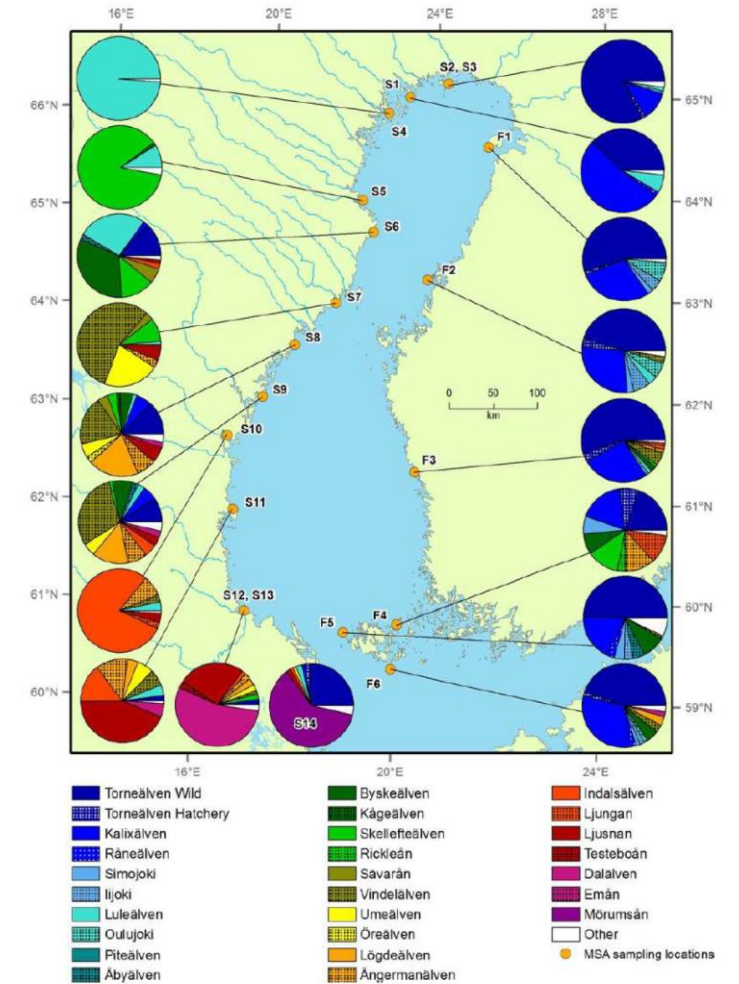 16°E 20°E 24°E 28°E
S2, S3
S1
66°N
65°N
S4
F1
S5
65°N
64°N
S6
F2
64°N
S7
63°N
S8
0 50 100
km
63°N
S9
62°N
S10
F3
62°N
S11
61°N
61°N
S12, S13
F4
60°N
F5
60°N
F6
59°N
S14
16°E 20°E 24°E
Torneälven Wild
Torneälven Hatchery
Kalixälven
Råneälven
Simojoki
Iijoki
Luleälven
Oulujoki
Piteälven
Åbyälven
Byskeälven
Kågeälven
Skellefteälven
Rickleån
Sävarån
Vindelälven
Umeälven
Öreälven
Lögdeälven
Ångermanälven
Indalsälven
Ljungan
Ljusnan
Testeboån
Dalälven
Emån
Mörumsån
Other
MSA sampling locations